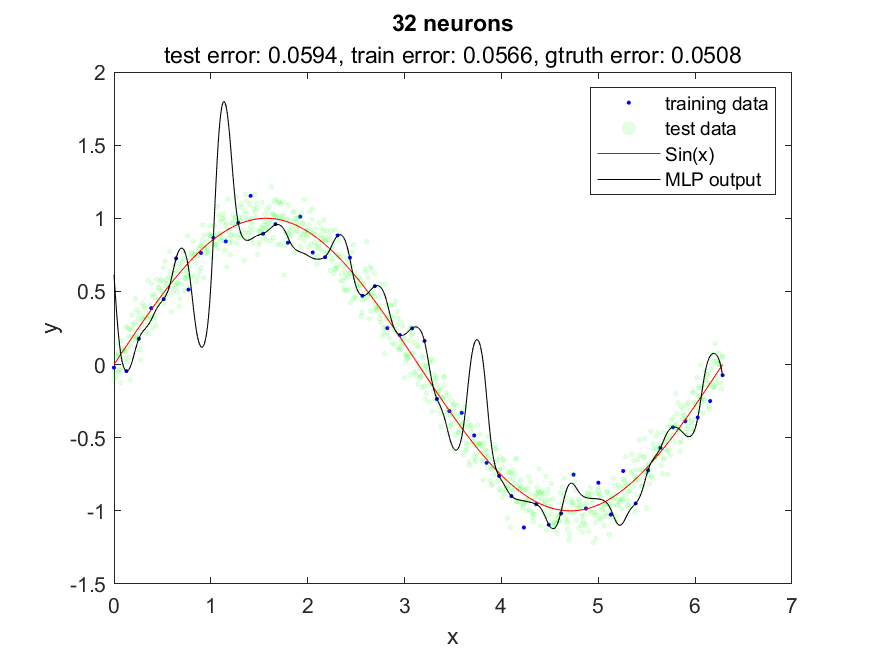 32 neurons
test error: 0.0594, train error: 0.0566, gtruth error: 0.0508
2
1.5
1
0.5
0
-0.5
-1
-1.5
y
training data
test data
Sin(x)
MLP output
0 1 2 3 4 5 6 7
x